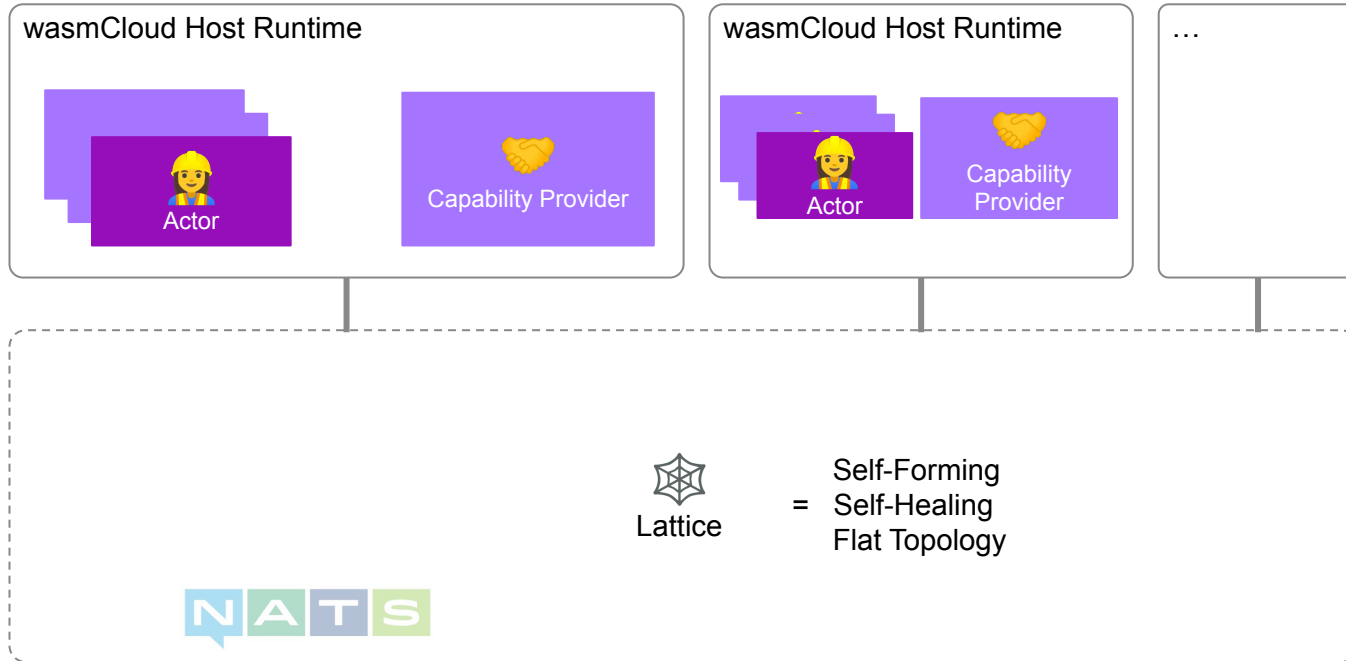 wasmCloud Host Runtime
Actor
Capability Provider
wasmCloud Host Runtime
Actor
Capability
Provider
…
Lattice
=
Self-Forming
Self-Healing
Flat Topology
NATS